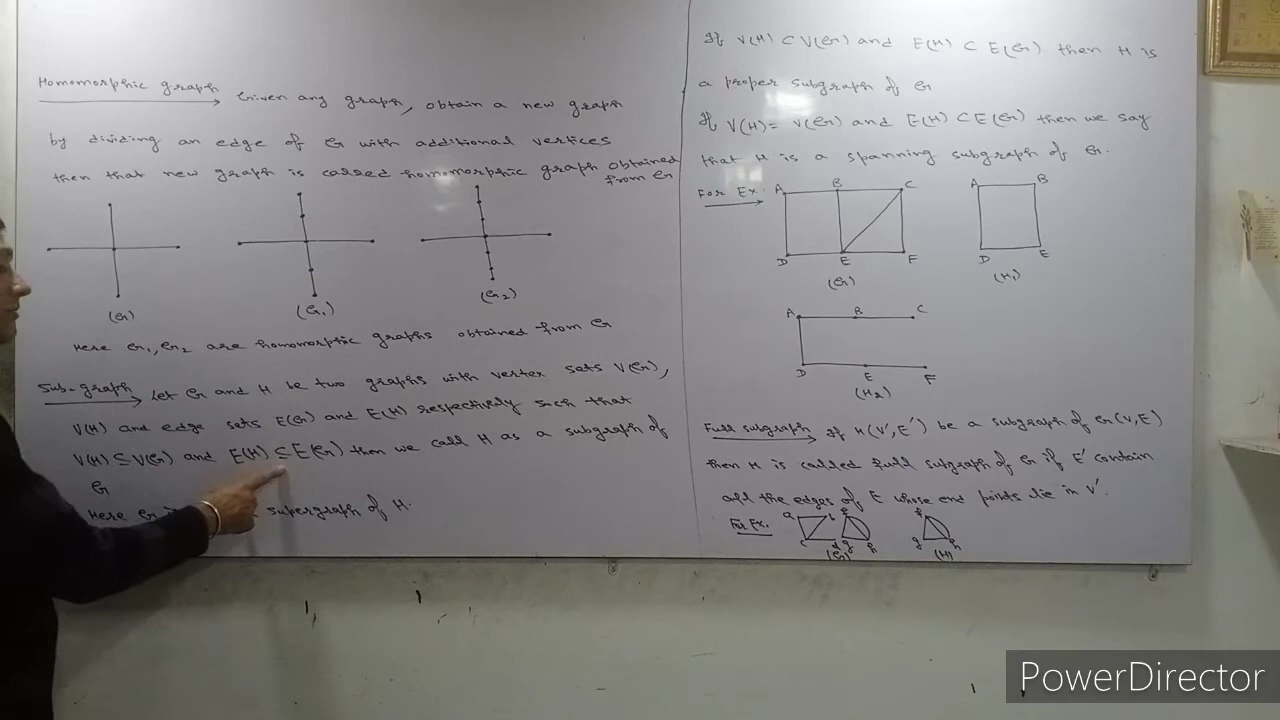 Homomorphic graph Given any graph, obtain a new graph
by dividing an edge of G with additional vertices
then that new graph is called homomorphic graph obtained
from G
(G) (G1) (G2)
Here G1, G2 are homomorphic graphs obtained from G
Sub-graph Let G and H be two graphs with vertex sets V(G),
V(H) and edge sets E(G) and E(H) respectively such that
V(H) ⊆ V(G) and E(H) ⊆ E(G) then we call H as a subgraph of
G
Here G supergraph of H.
If V(H) ⊂ V(G) and E(H) ⊂ E(G) then H is
a proper subgraph of G
If V(H) = V(G) and E(H) ⊂ E(G) then we say
that H is a spanning subgraph of G.
For Ex. A B C A B
D E F D E
(G) (H1)
A B C
D E F
(H2)
Full subgraph If H(V', E') be a subgraph of G(V, E)
then H is called full subgraph of G if E' contain
all the edges of E whose end points lie in V'.
For Ex. a b f f
c d g h g h
(G) (H)
PowerDirector